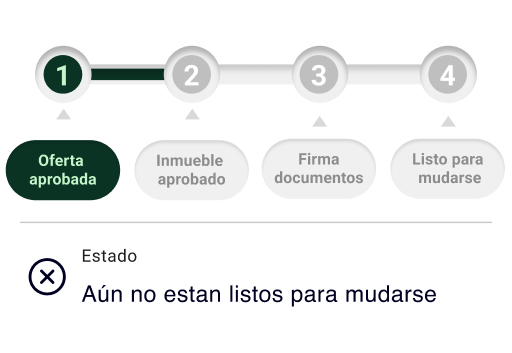 1
2
3
4
Oferta
aprobada
Inmueble
aprobado
Firma
documentos
Listo para
mudarse
Estado
Aún no estan listos para mudarse